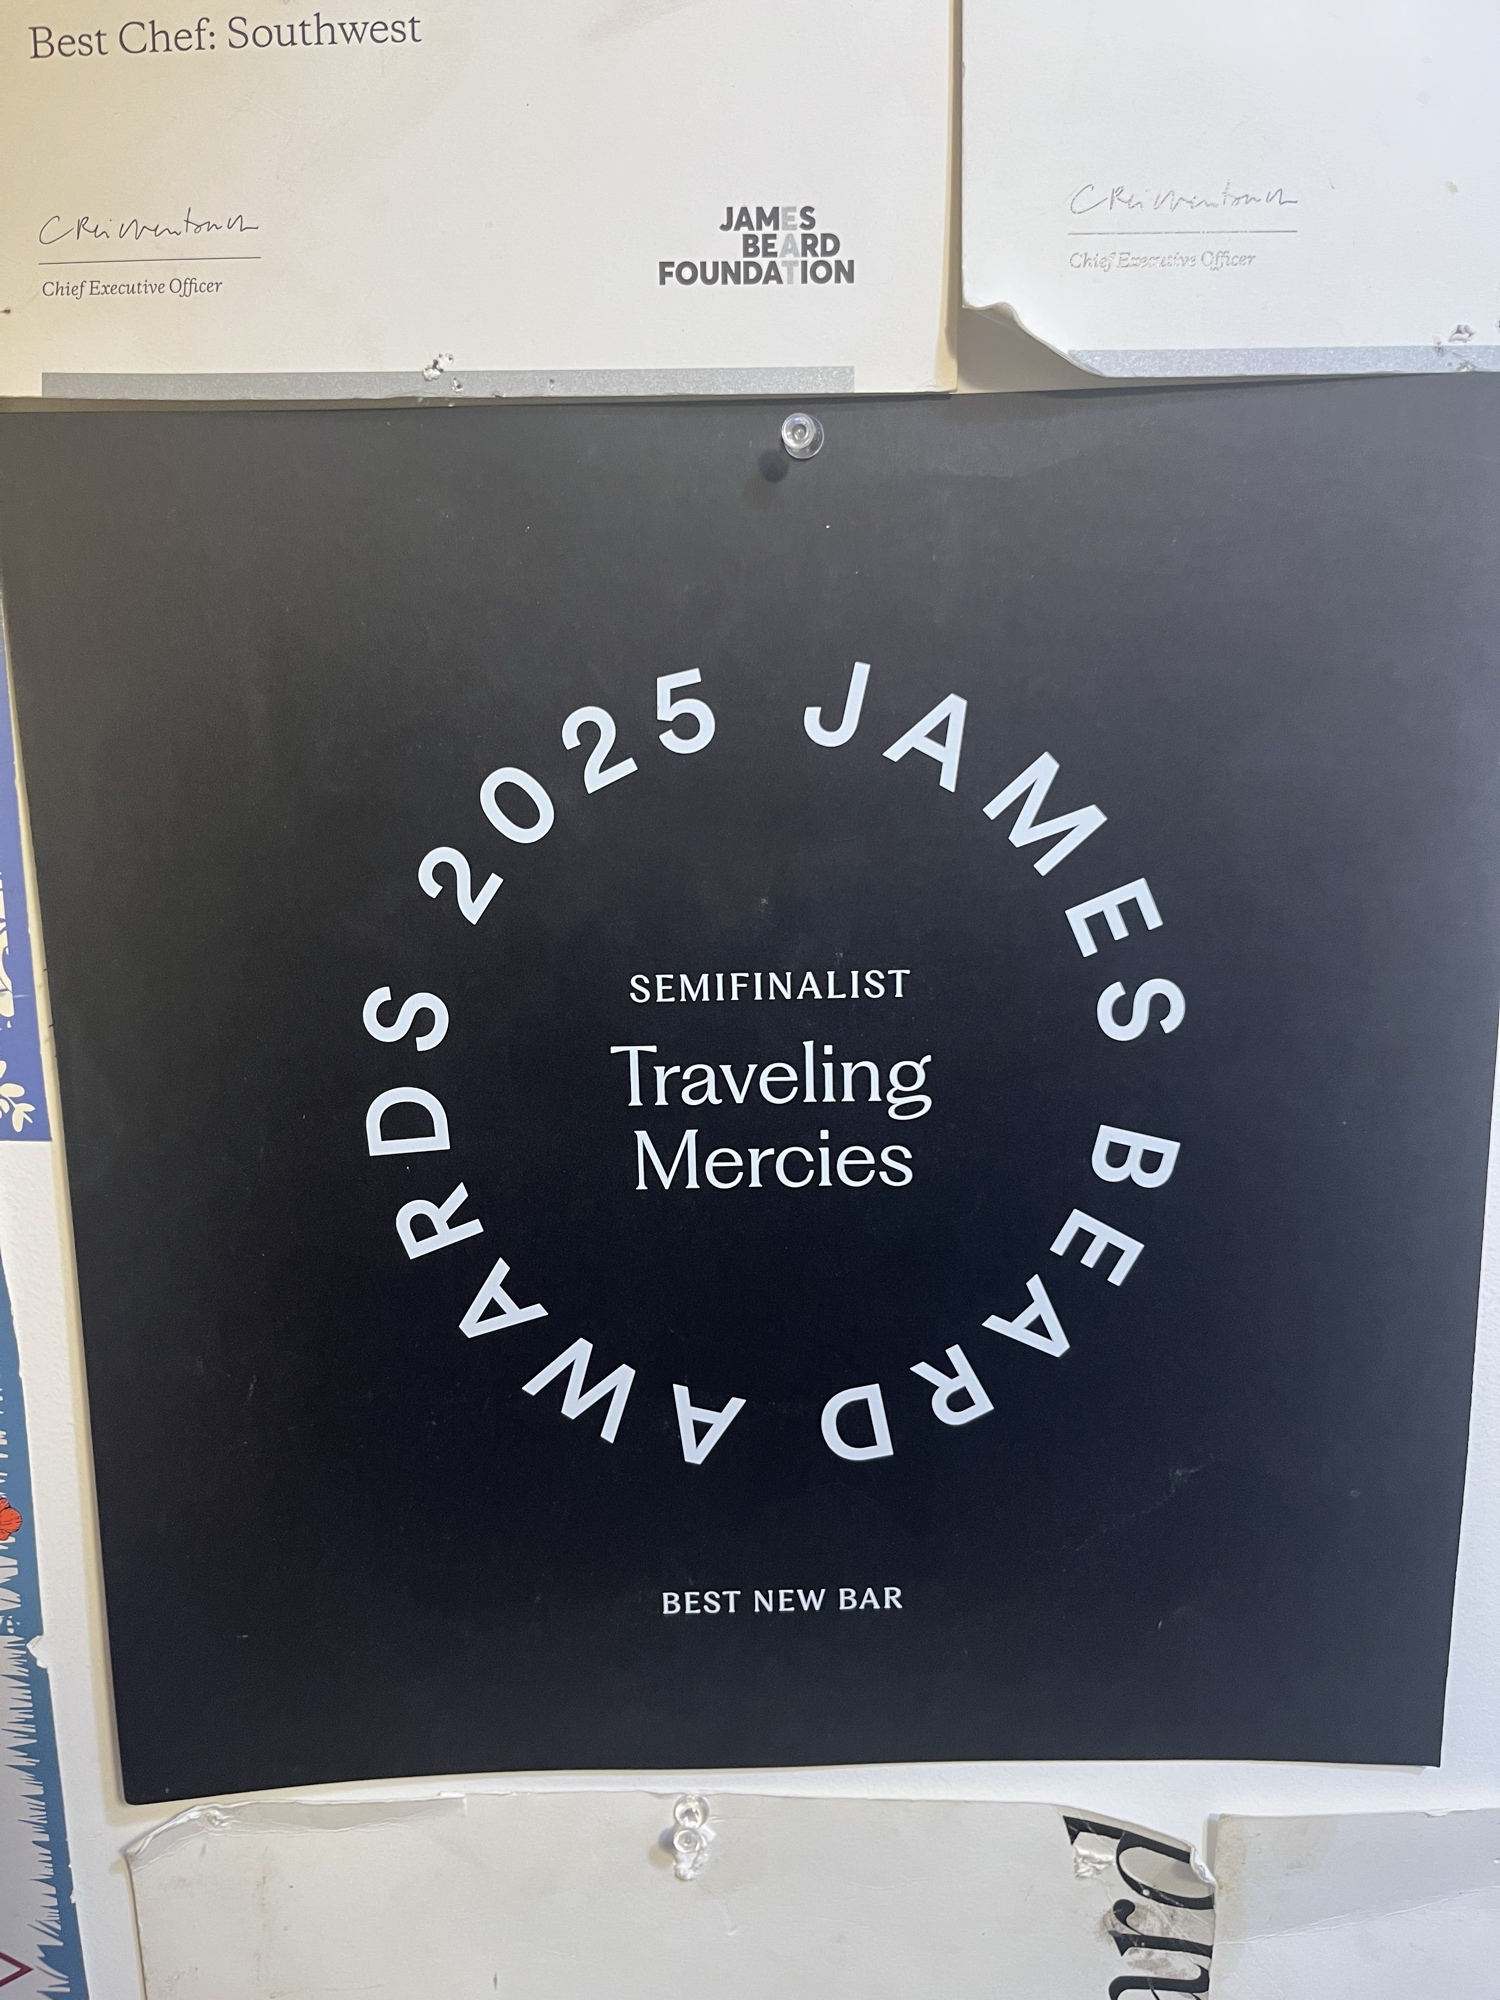 Best Chef: Southwest
Chief Executive Officer
JAMES
BEARD
FOUNDATION
Chief Executive Officer
2025 JAMES BEARD AWARDS
SEMIFINALIST
Traveling
Mercies
BEST NEW BAR
ard